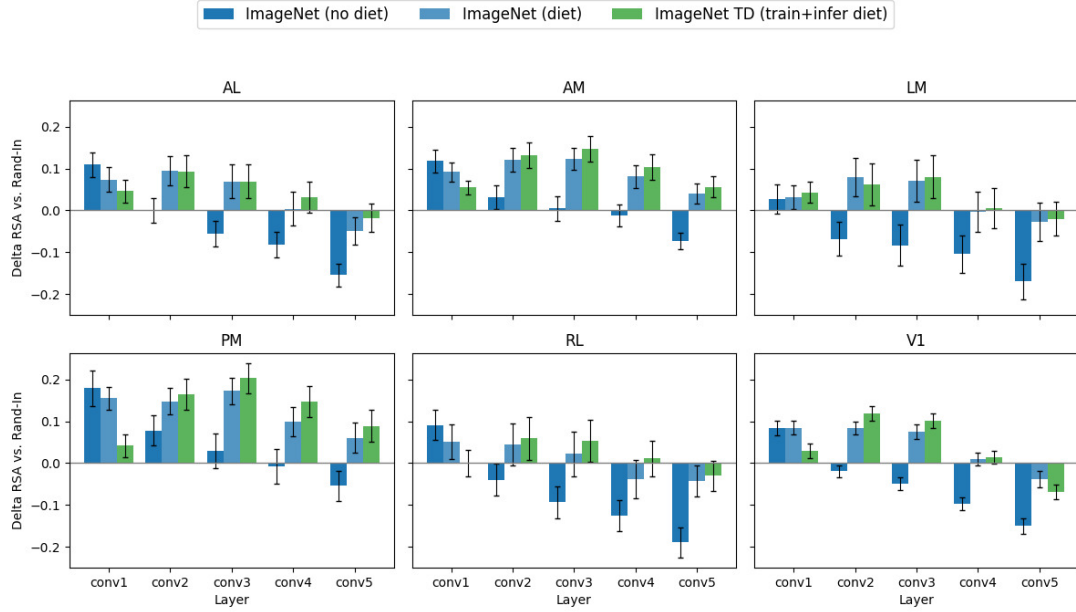 ImageNet (no diet) ImageNet (diet) ImageNet TD (train+infer diet)
AL AM LM
Delta RSA vs. Rand-In
0.2
0.1
0.0
−0.1
−0.2
PM RL V1
Delta RSA vs. Rand-In
0.2
0.1
0.0
−0.1
−0.2
conv1 conv2 conv3 conv4 conv5 conv1 conv2 conv3 conv4 conv5 conv1 conv2 conv3 conv4 conv5
Layer Layer Layer